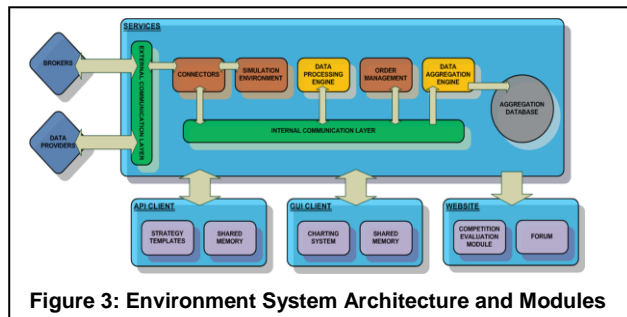 SERVICES
BROKERS
DATA
PROVIDERS
EXTERNAL COMMUNICATION
LAYER
CONNECTORS
SIMULATION
ENVIRONMENT
DATA
PROCESSING
ENGINE
ORDER
MANAGEMENT
DATA
AGGREGATION
ENGINE
AGGREGATION
DATABASE
INTERNAL COMMUNICATION LAYER
API CLIENT
STRATEGY
TEMPLATES
SHARED
MEMORY
GUI CLIENT
CHARTING
SYSTEM
SHARED
MEMORY
WEBSITE
COMPETITION
EVALUATION
MODULE
FORUM
Figure 3: Environment System Architecture and Modules